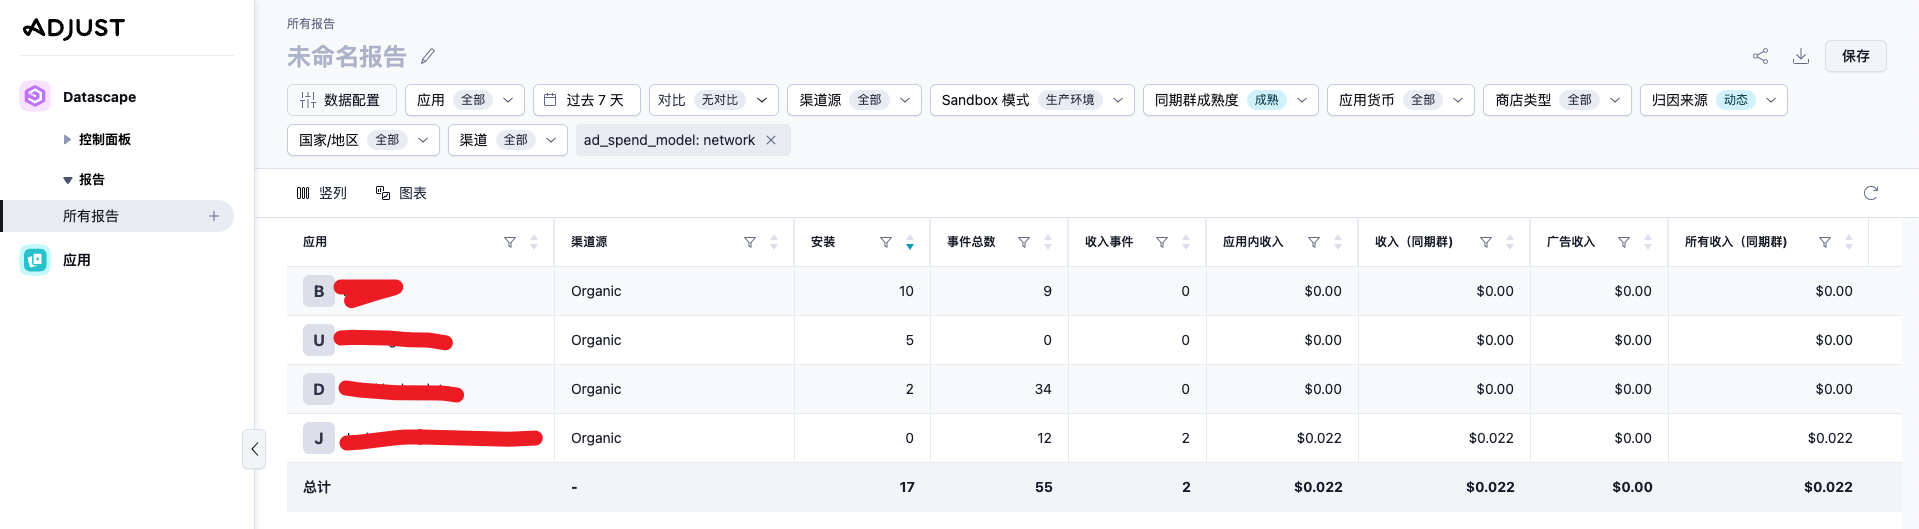 ADJUST
Datascape
控制面板
报告
所有报告
应用
所有报告
未命名报告
保存
数据配置 应用 全部 过去 7 天 对比 无对比 渠道源 全部 Sandbox 模式 生产环境 同期群成熟度 成熟 应用货币 全部 商店类型 全部 归因来源 动态
国家/地区 全部 渠道 全部 ad_spend_model: network
竖列 图表
应用 渠道源 安装 事件总数 收入事件 应用内收入 收入（同期群) 广告收入 所有收入（同期群)
B Organic 10 9 0 $0.00 $0.00 $0.00 $0.00
U Organic 5 0 0 $0.00 $0.00 $0.00 $0.00
D Organic 2 34 0 $0.00 $0.00 $0.00 $0.00
J Organic 0 12 2 $0.022 $0.022 $0.00 $0.022
总计 - 17 55 2 $0.022 $0.022 $0.00 $0.022